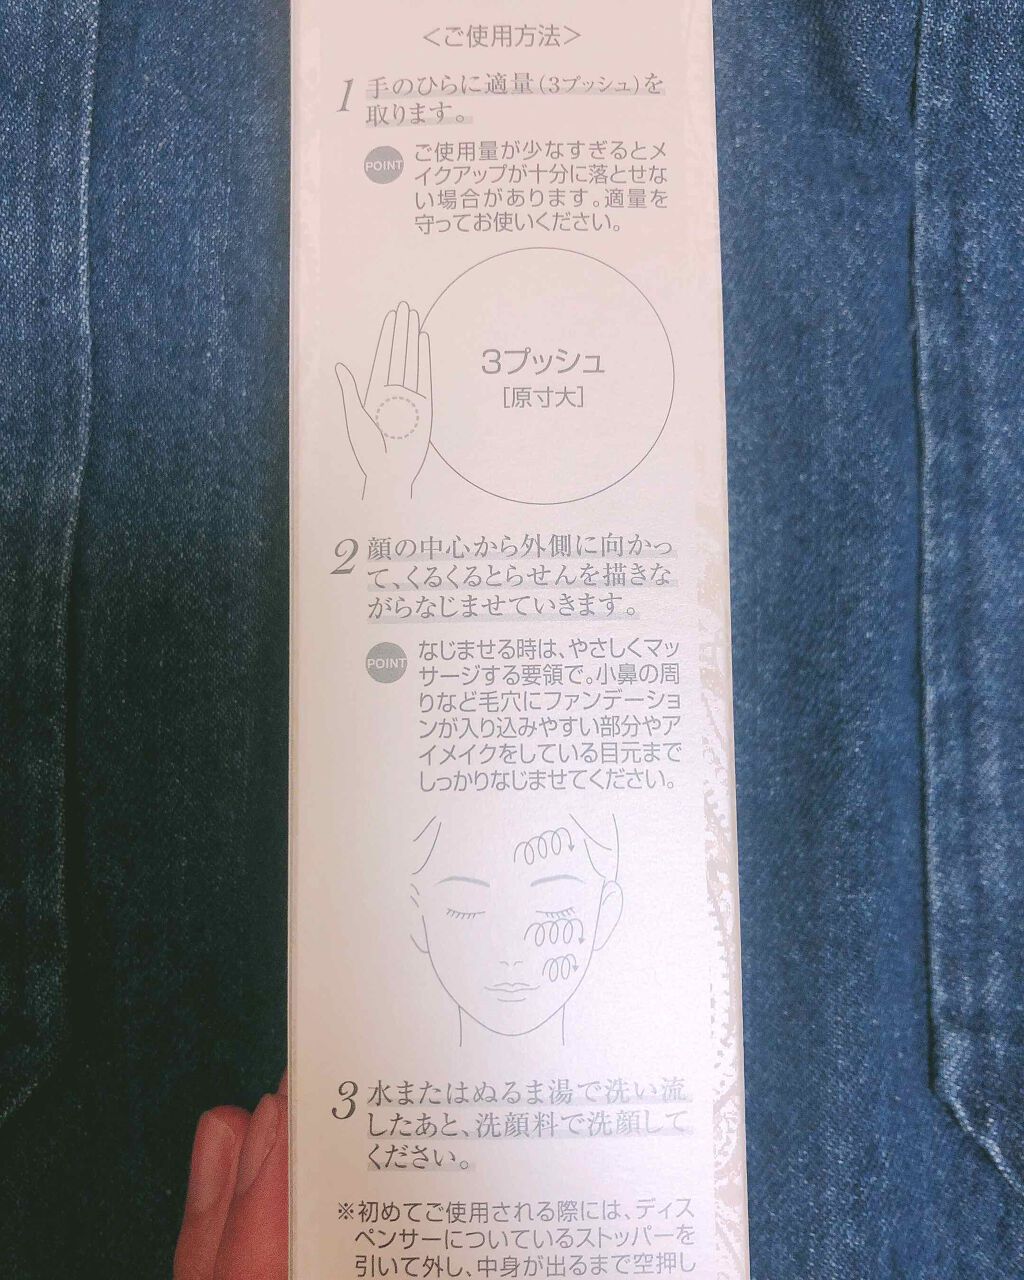 ＜ご使用方法＞
1 手のひらに適量（3プッシュ）を
取ります。
POINT ご使用量が少なすぎるとメ
イクアップが十分に落とせな
い場合があります。適量を
守ってお使いください。
3プッシュ
［原寸大］
2 顔の中心から外側に向かっ
て、くるくるとらせんを描きな
がらなじませていきます。
POINT なじませる時は、やさしくマッ
サージする要領で。小鼻の周
りなど毛穴にファンデーショ
ンが入り込みやすい部分やア
イメイクをしている目元まで
しっかりなじませてください。
3 水またはぬるま湯で洗い流
したあと、洗顔料で洗顔して
ください。
※初めてご使用される際には、ディス
ペンサーについているストッパーを
引いて外し、中身が出るまで空押し